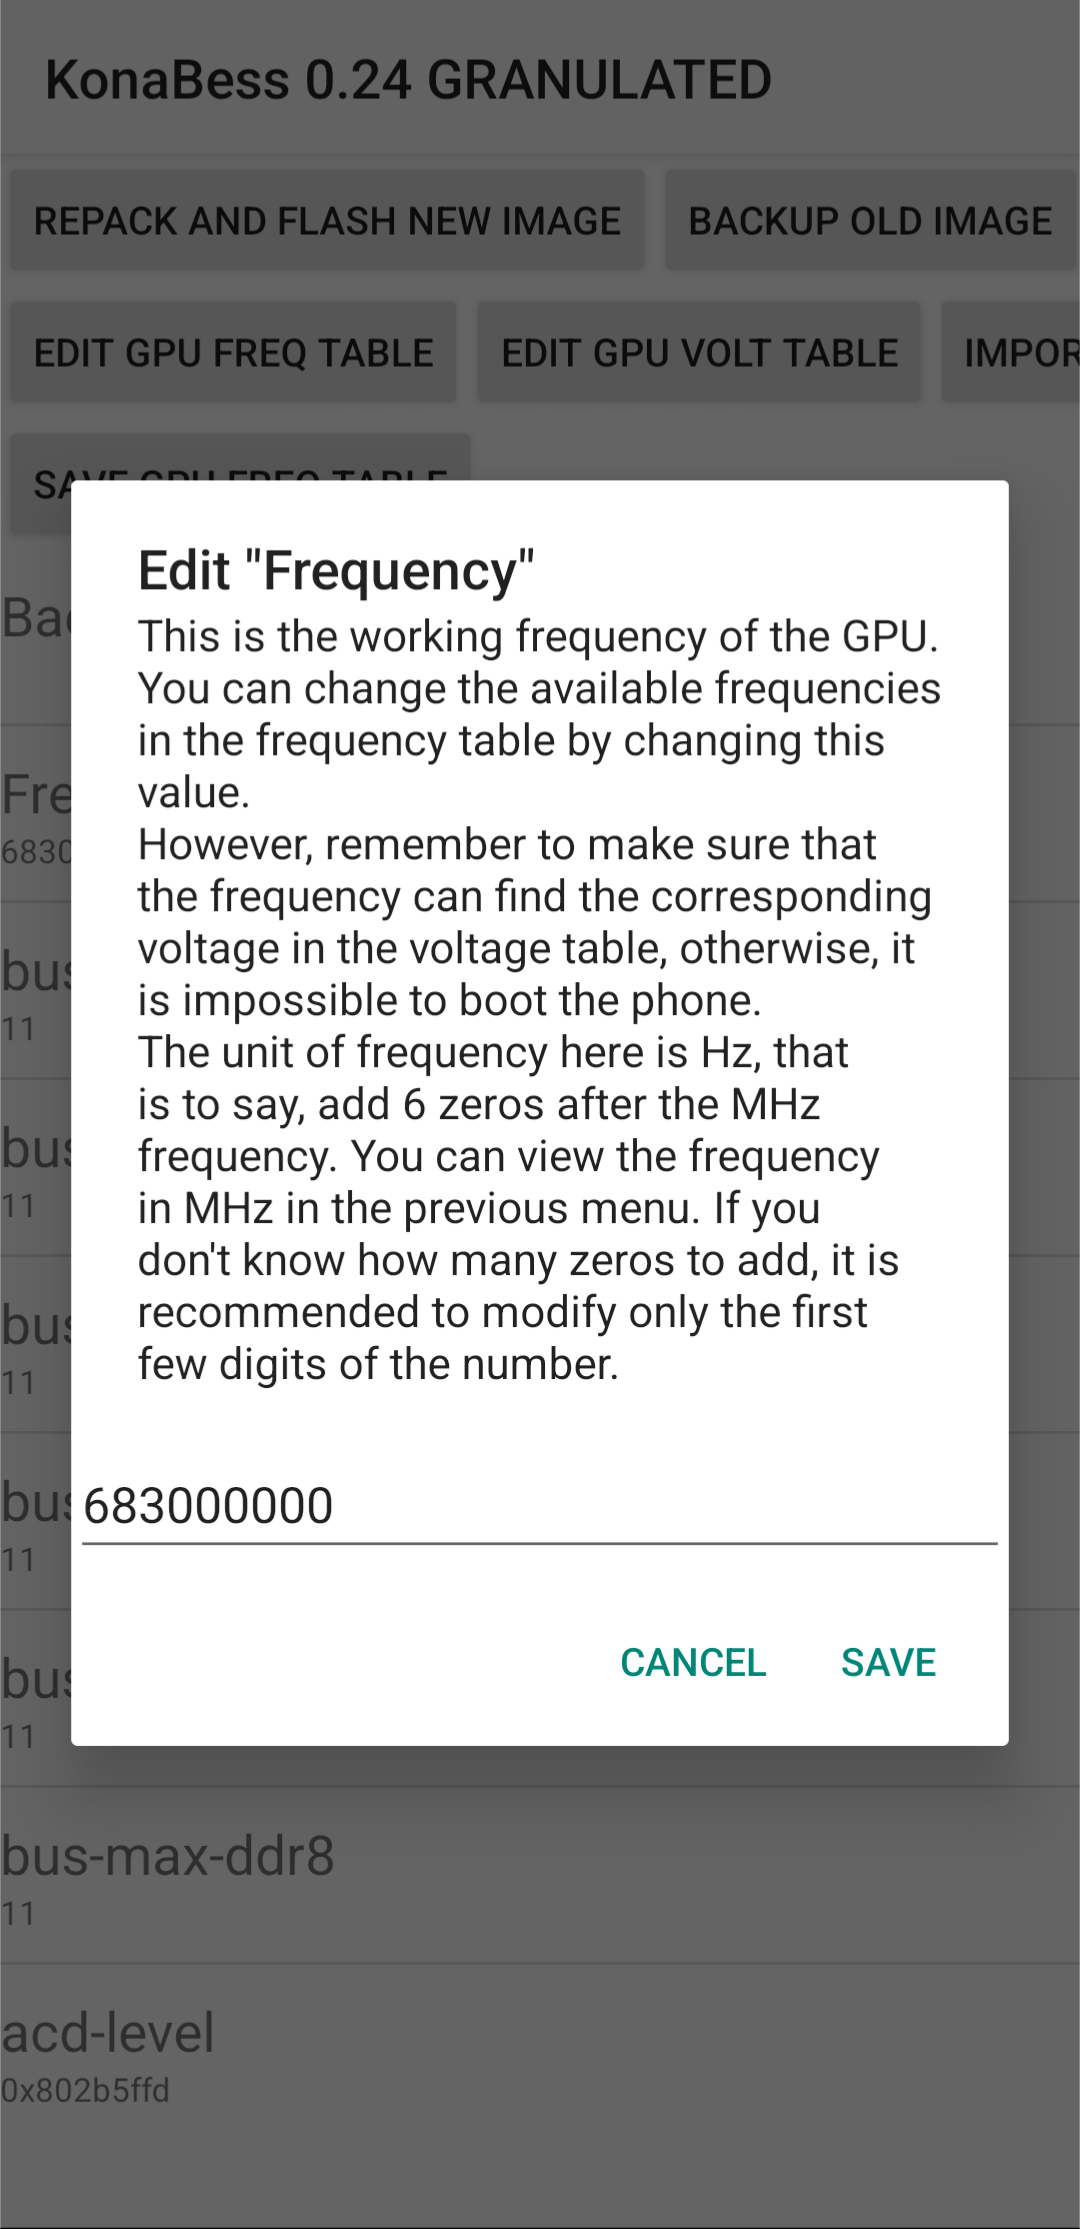 KonaBess 0.24 GRANULATED
REPACK AND FLASH NEW IMAGE
BACKUP OLD IMAGE
EDIT GPU FREQ TABLE
EDIT GPU VOLT TABLE
IMPOR
SAVE GPU FREQ TABLE
Edit "Frequency"
This is the working frequency of the GPU.
You can change the available frequencies
in the frequency table by changing this
value.
However, remember to make sure that
the frequency can find the corresponding
voltage in the voltage table, otherwise, it
is impossible to boot the phone.
The unit of frequency here is Hz, that
is to say, add 6 zeros after the MHz
frequency. You can view the frequency
in MHz in the previous menu. If you
don't know how many zeros to add, it is
recommended to modify only the first
few digits of the number.
683000000
CANCEL
SAVE
Bac
Fre
6830
bus
11
bus
11
bus
11
bus
11
bus
11
bus-max-ddr8
11
acd-level
0x802b5ffd